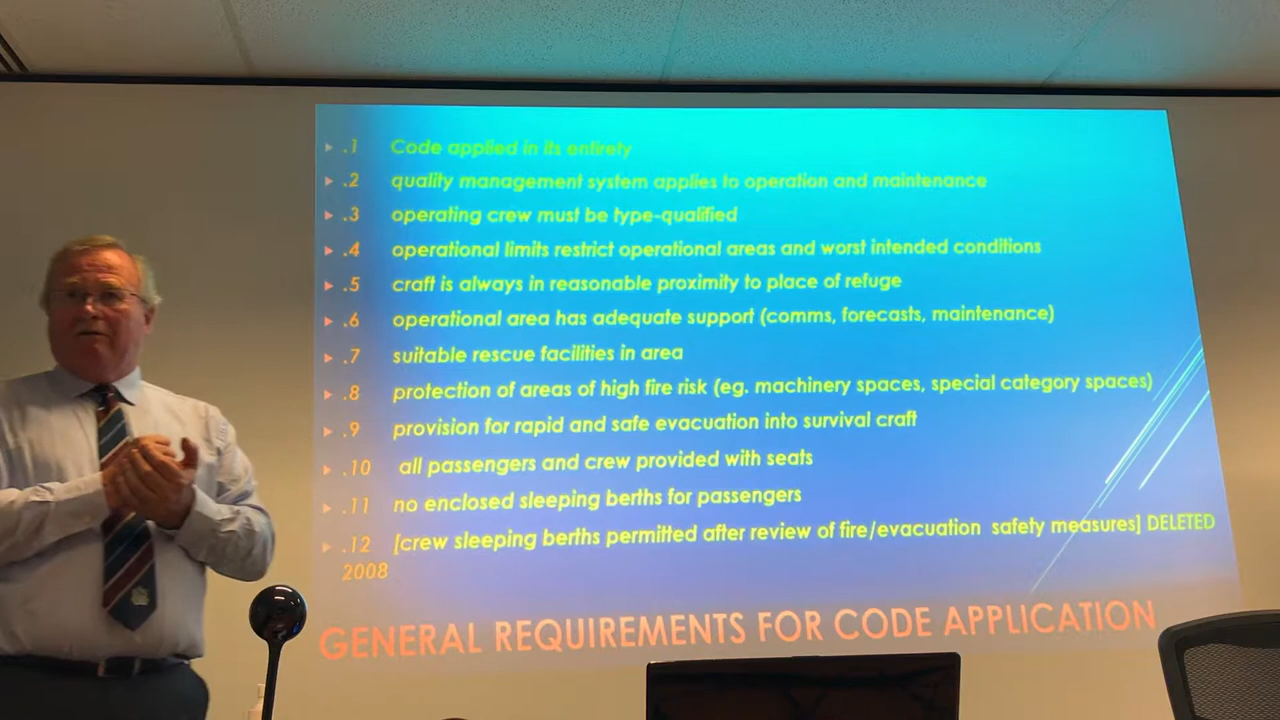 .1 Code applied in its entirety
.2 quality management system applies to operation and maintenance
.3 operating crew must be type-qualified
.4 operational limits restrict operational areas and worst intended conditions
.5 craft is always in reasonable proximity to place of refuge
.6 operational area has adequate support (comms, forecasts, maintenance)
.7 suitable rescue facilities in area
.8 protection of areas of high fire risk (eg. machinery spaces, special category spaces)
.9 provision for rapid and safe evacuation into survival craft
.10 all passengers and crew provided with seats
.11 no enclosed sleeping berths for passengers
.12 [crew sleeping berths permitted after review of fire/evacuation safety measures] DELETED
2008
GENERAL REQUIREMENTS FOR CODE APPLICATION